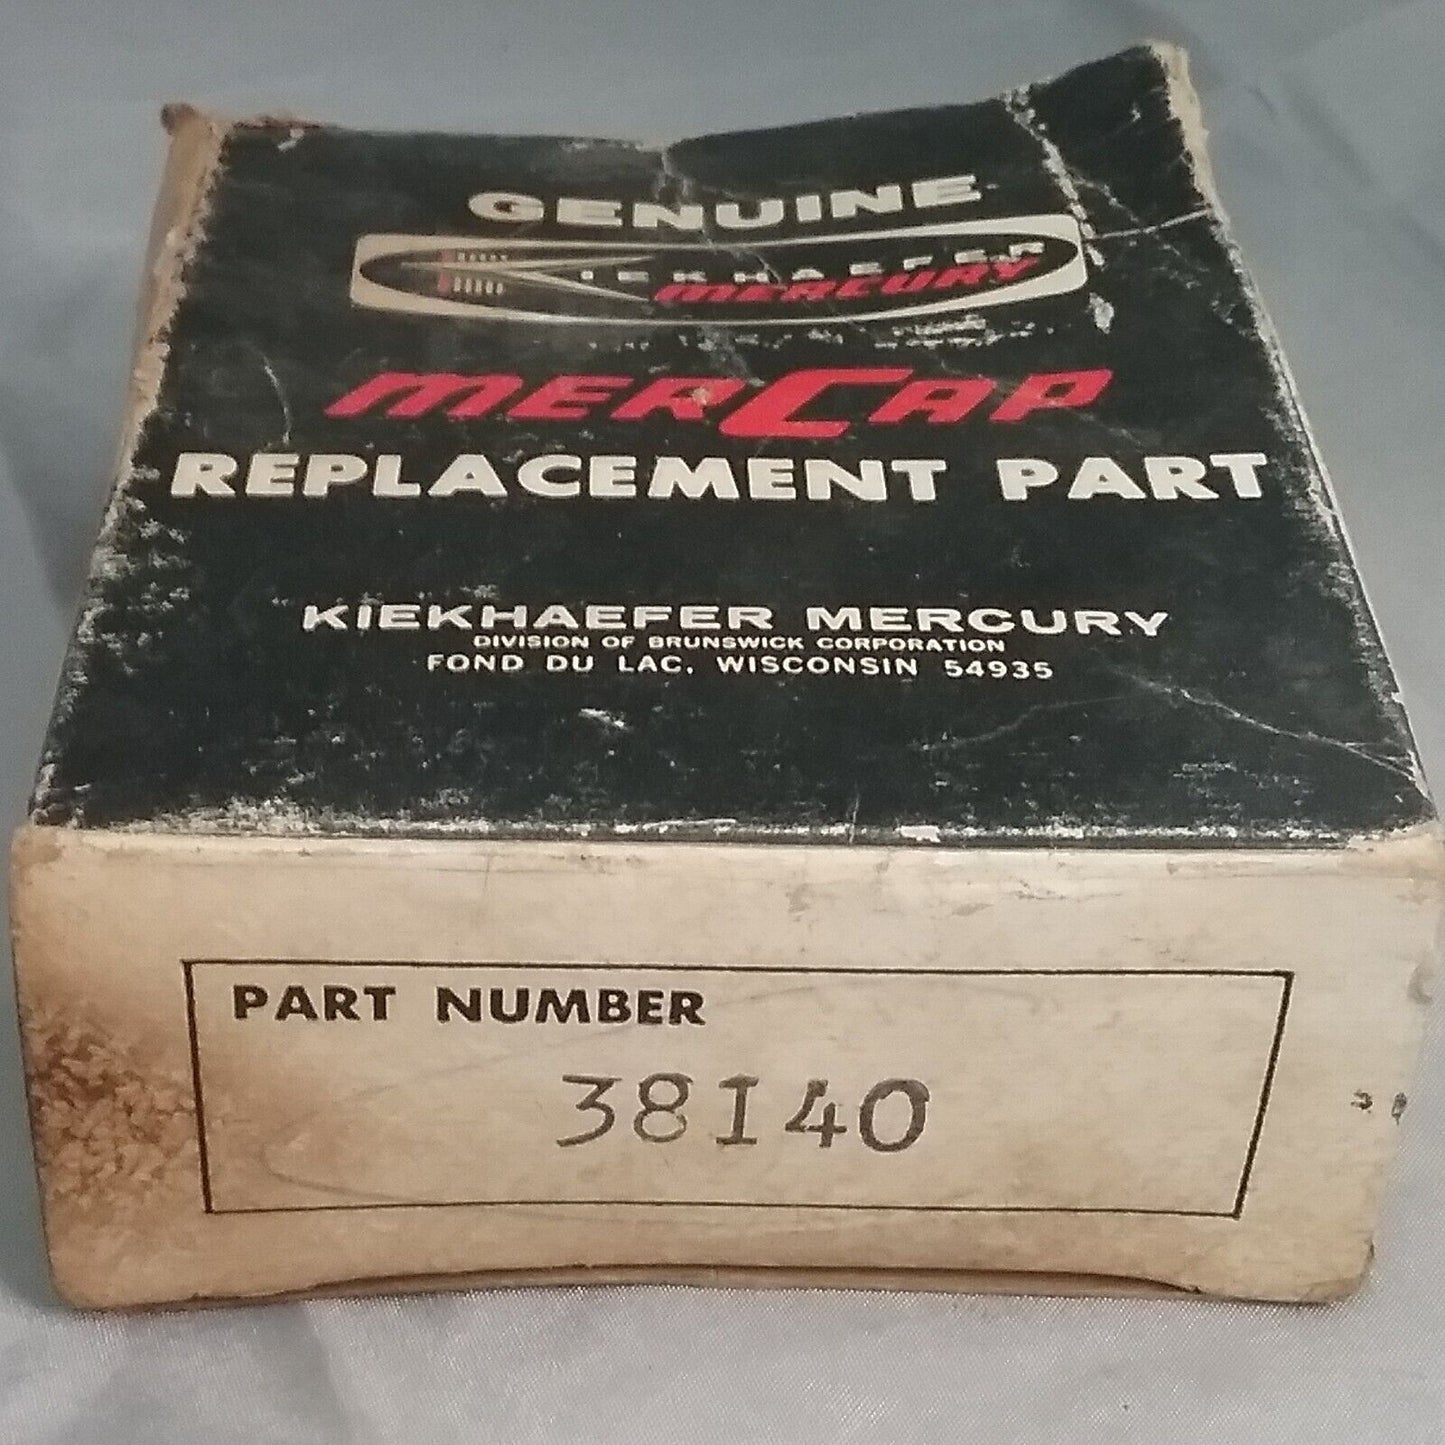 GENUINE
KIEKHAEFER
MERCURY
MERCAP
REPLACEMENT PART
KIEKHAEFER MERCURY
DIVISION OF BRUNSWICK CORPORATION
FOND DU LAC, WISCONSIN 54935
PART NUMBER
38140